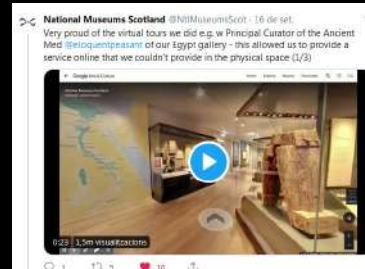 National Museums Scotland @NtlMuseumsScot · 16 de set.
Very proud of the virtual tours we did e.g. w Principal Curator of the Ancient
Med @eloquentpeasant of our Egypt gallery - this allowed us to provide a
service online that we couldn't provide in the physical space (1/3)
Google Arts & Culture
0:23 1,5m visualitzacions
10